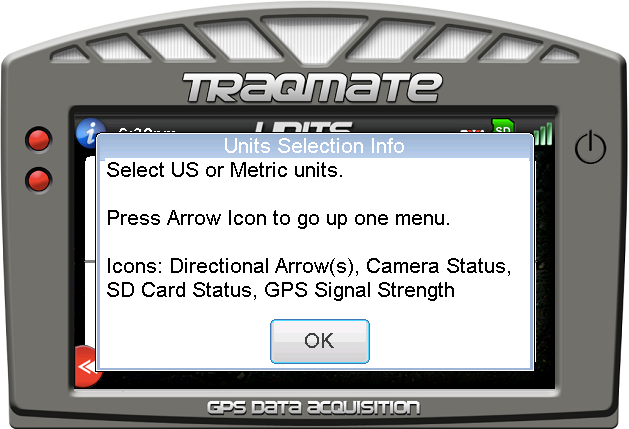 TRAQMATE
UNITS
SD
Units Selection Info
Select US or Metric units.
Press Arrow Icon to go up one menu.
Icons: Directional Arrow(s), Camera Status,
SD Card Status, GPS Signal Strength
OK
GPS DATA ACQUISITION